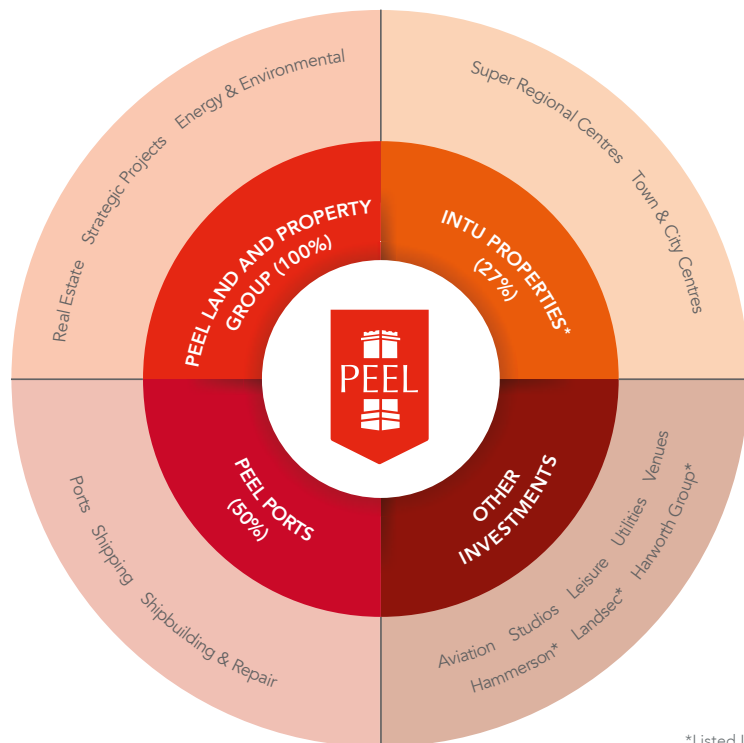 Energy & Environmental
Strategic Projects
Real Estate
PEEL LAND AND PROPERTY
GROUP (100%)
Super Regional Centres
Town & City Centres
INTU PROPERTIES*
(27%)
PEEL
PEEL PORTS
(50%)
Ports
Shipping
Shipbuilding & Repair
OTHER
INVESTMENTS
Aviation Studios Leisure Utilities Venues
Hammerson* Landsec* Harworth Group*
*Listed